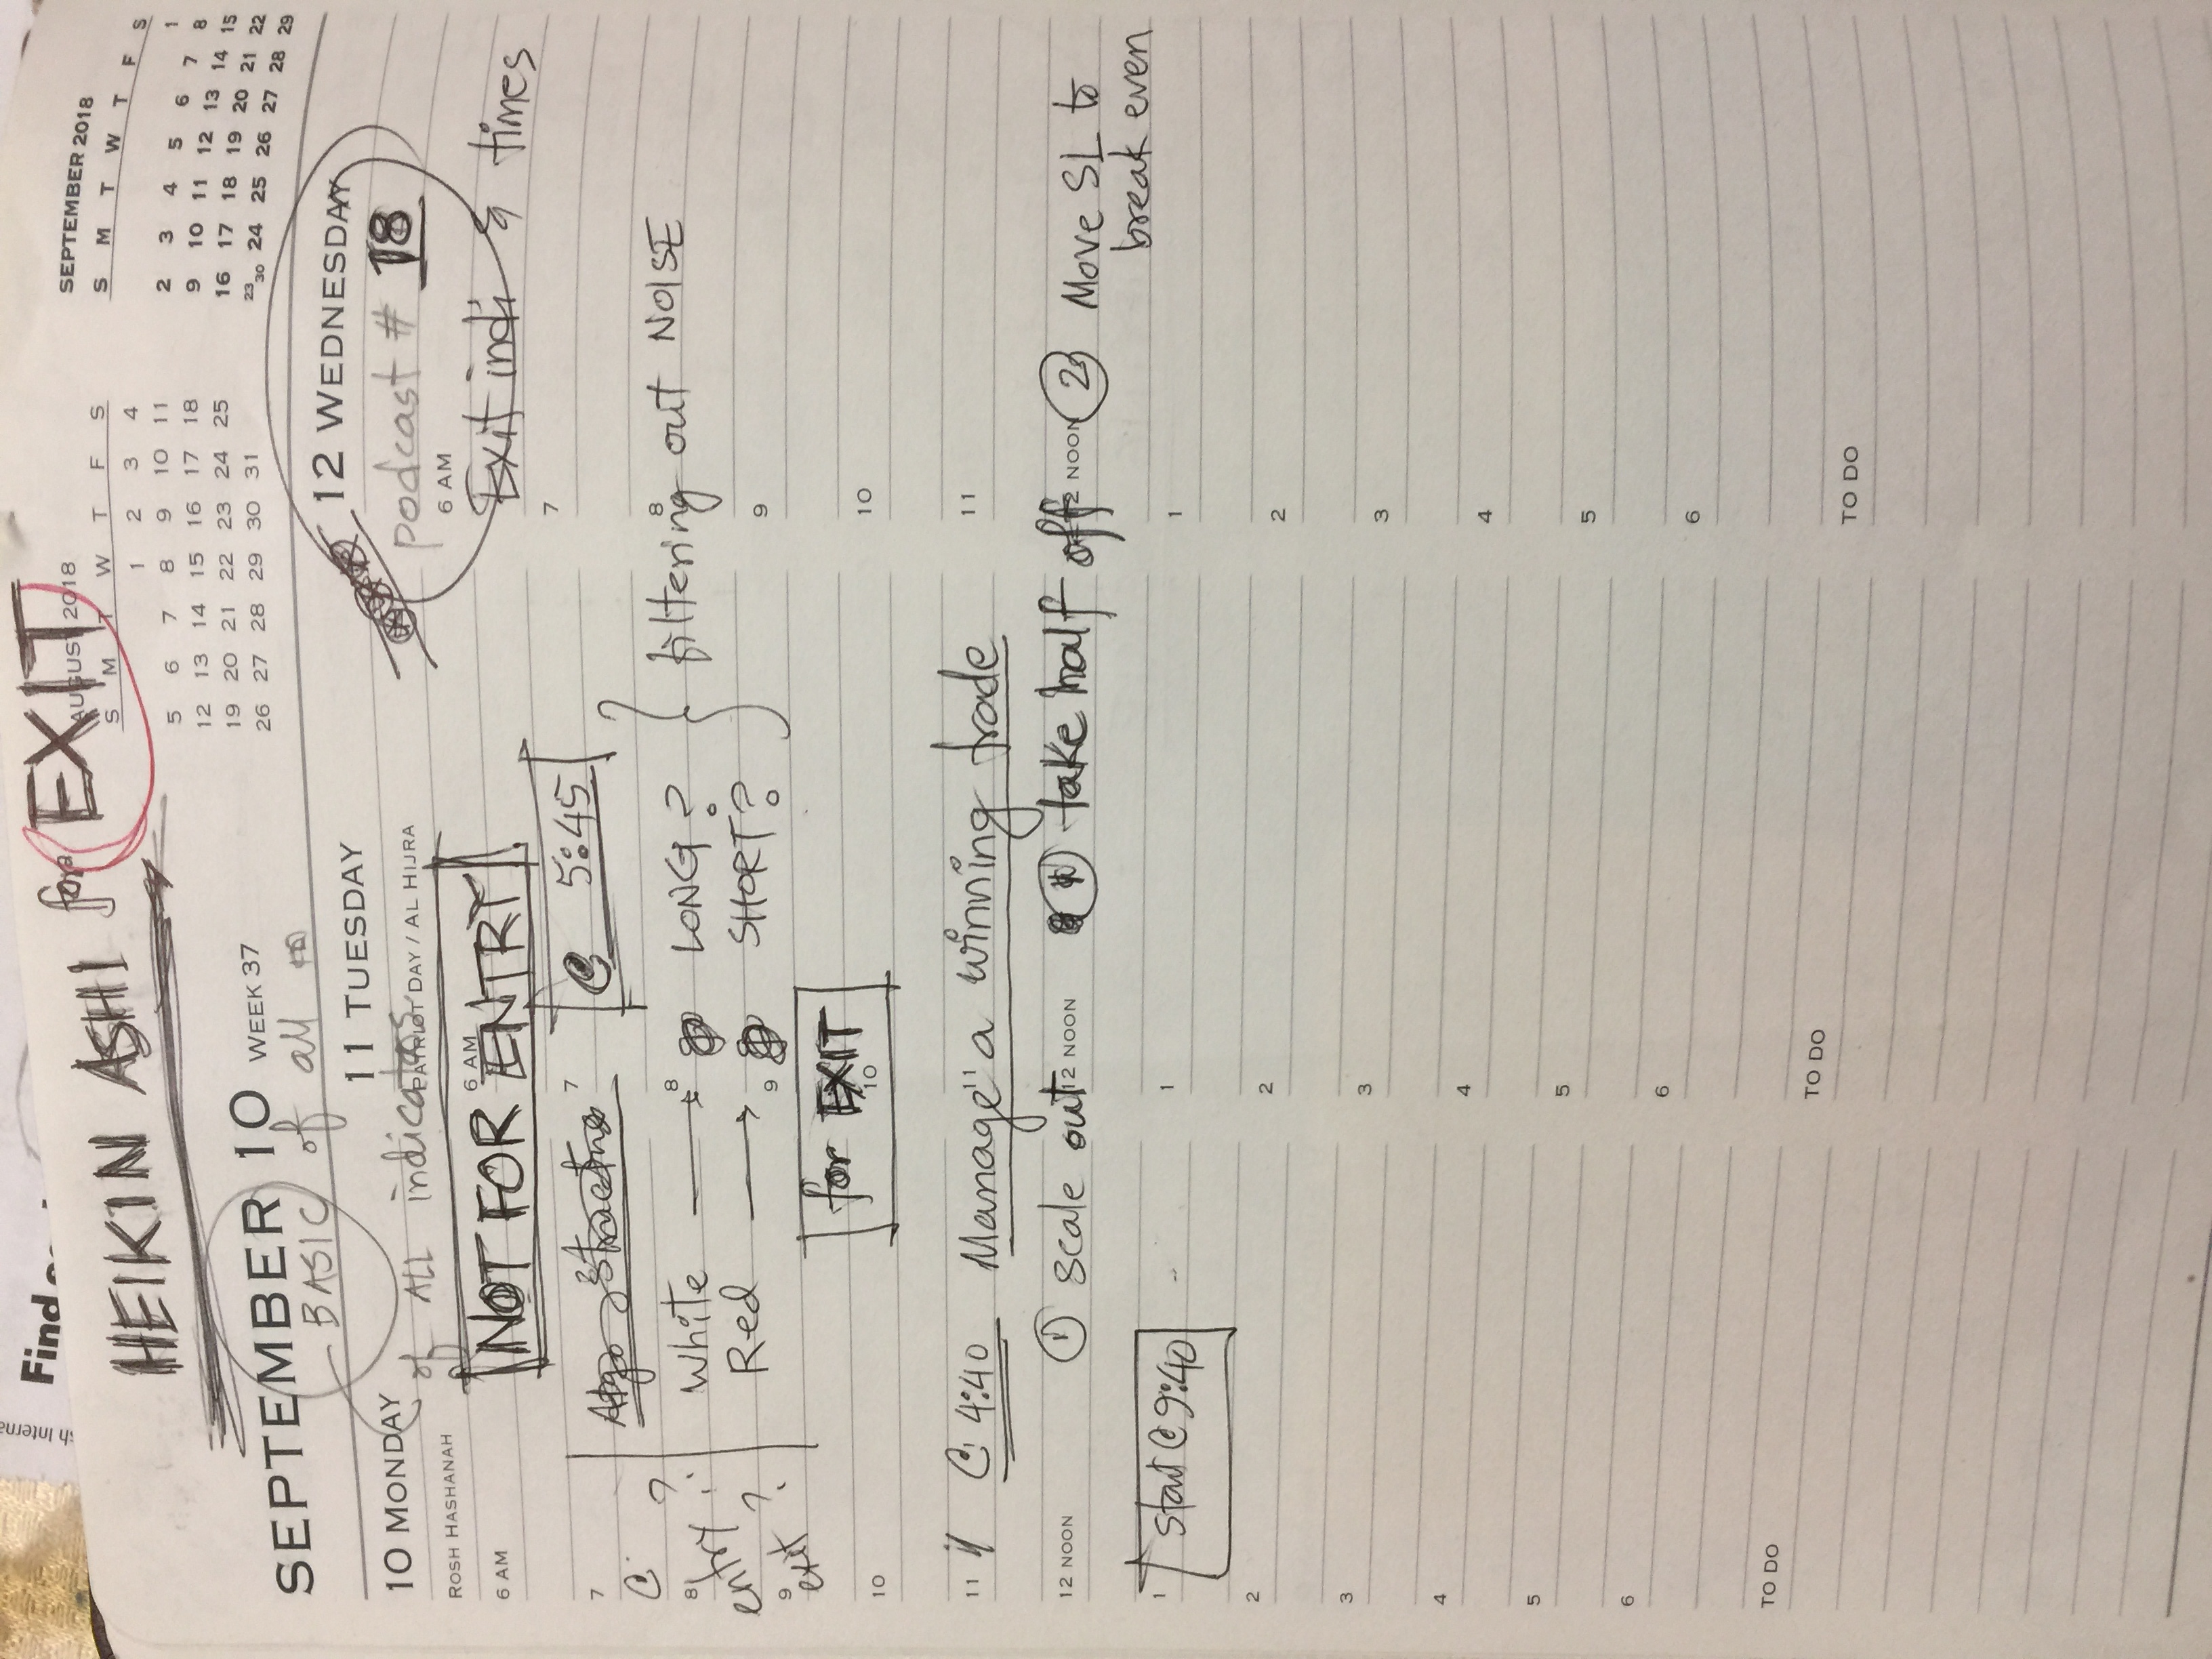 Find
HEIKIN ASHI for EXIT
AUGUST 2018
S M T W T F S
1 2 3 4
5 6 7 8 9 10 11
12 13 14 15 16 17 18
19 20 21 22 23 24 25
26 27 28 29 30 31
SEPTEMBER 2018
S M T W T F S
1
2 3 4 5 6 7 8
9 10 11 12 13 14 15
16 17 18 19 20 21 22
23 30 24 25 26 27 28 29
SEPTEMBER 10 WEEK 37
BASIC of all
10 MONDAY
11 TUESDAY
12 WEDNESDAY
of ALL indicators
podcast # 18
ROSH HASHANAH
PATRIOT DAY / AL HIJRA
6 AM
6 AM
6 AM
NOT FOR ENTRY
Exit indi & times
7
7
7
Algo Structure
@ 5:45
@
entry?
exit?
8
8
8
White → LONG?
Red → SHORT?
filtering out NOISE
9
9
9
for EXIT
10
10
10
11
11
11
@ 4:40 Manage a winning trade
12 NOON
12 NOON
12 NOON
① scale out ① take half off ② Move SL to
break even
1
1
1
start @ 9:40
2
2
2
3
3
3
4
4
4
5
5
5
6
6
6
TO DO
TO DO
TO DO